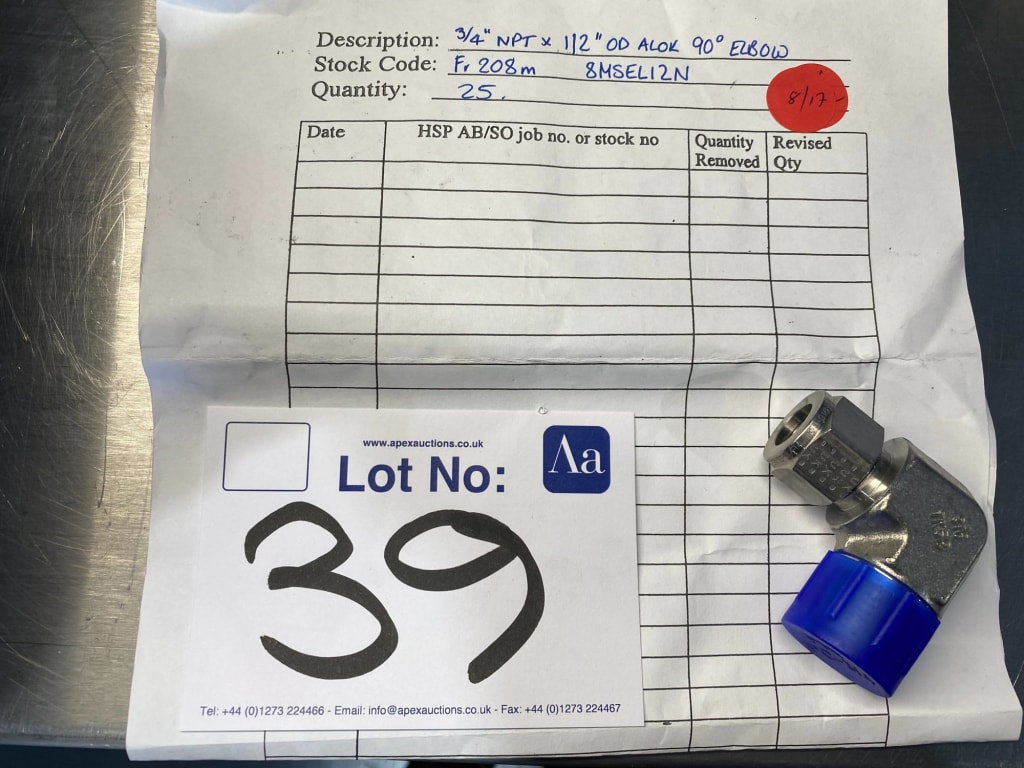 Description: 3/4" NPT x 1/2" OD ALOK 90° ELBOW
Stock Code: Fr 208m 8MSEL12N
Quantity: 25.
8/17
Date HSP AB/SO job no. or stock no Quantity Removed Revised Qty
www.apexauctions.co.uk
Lot No:
Aa
39
Tel: +44 (0)1273 224466 - Email: info@apexauctions.co.uk - Fax: +44 (0)1273 224467
316